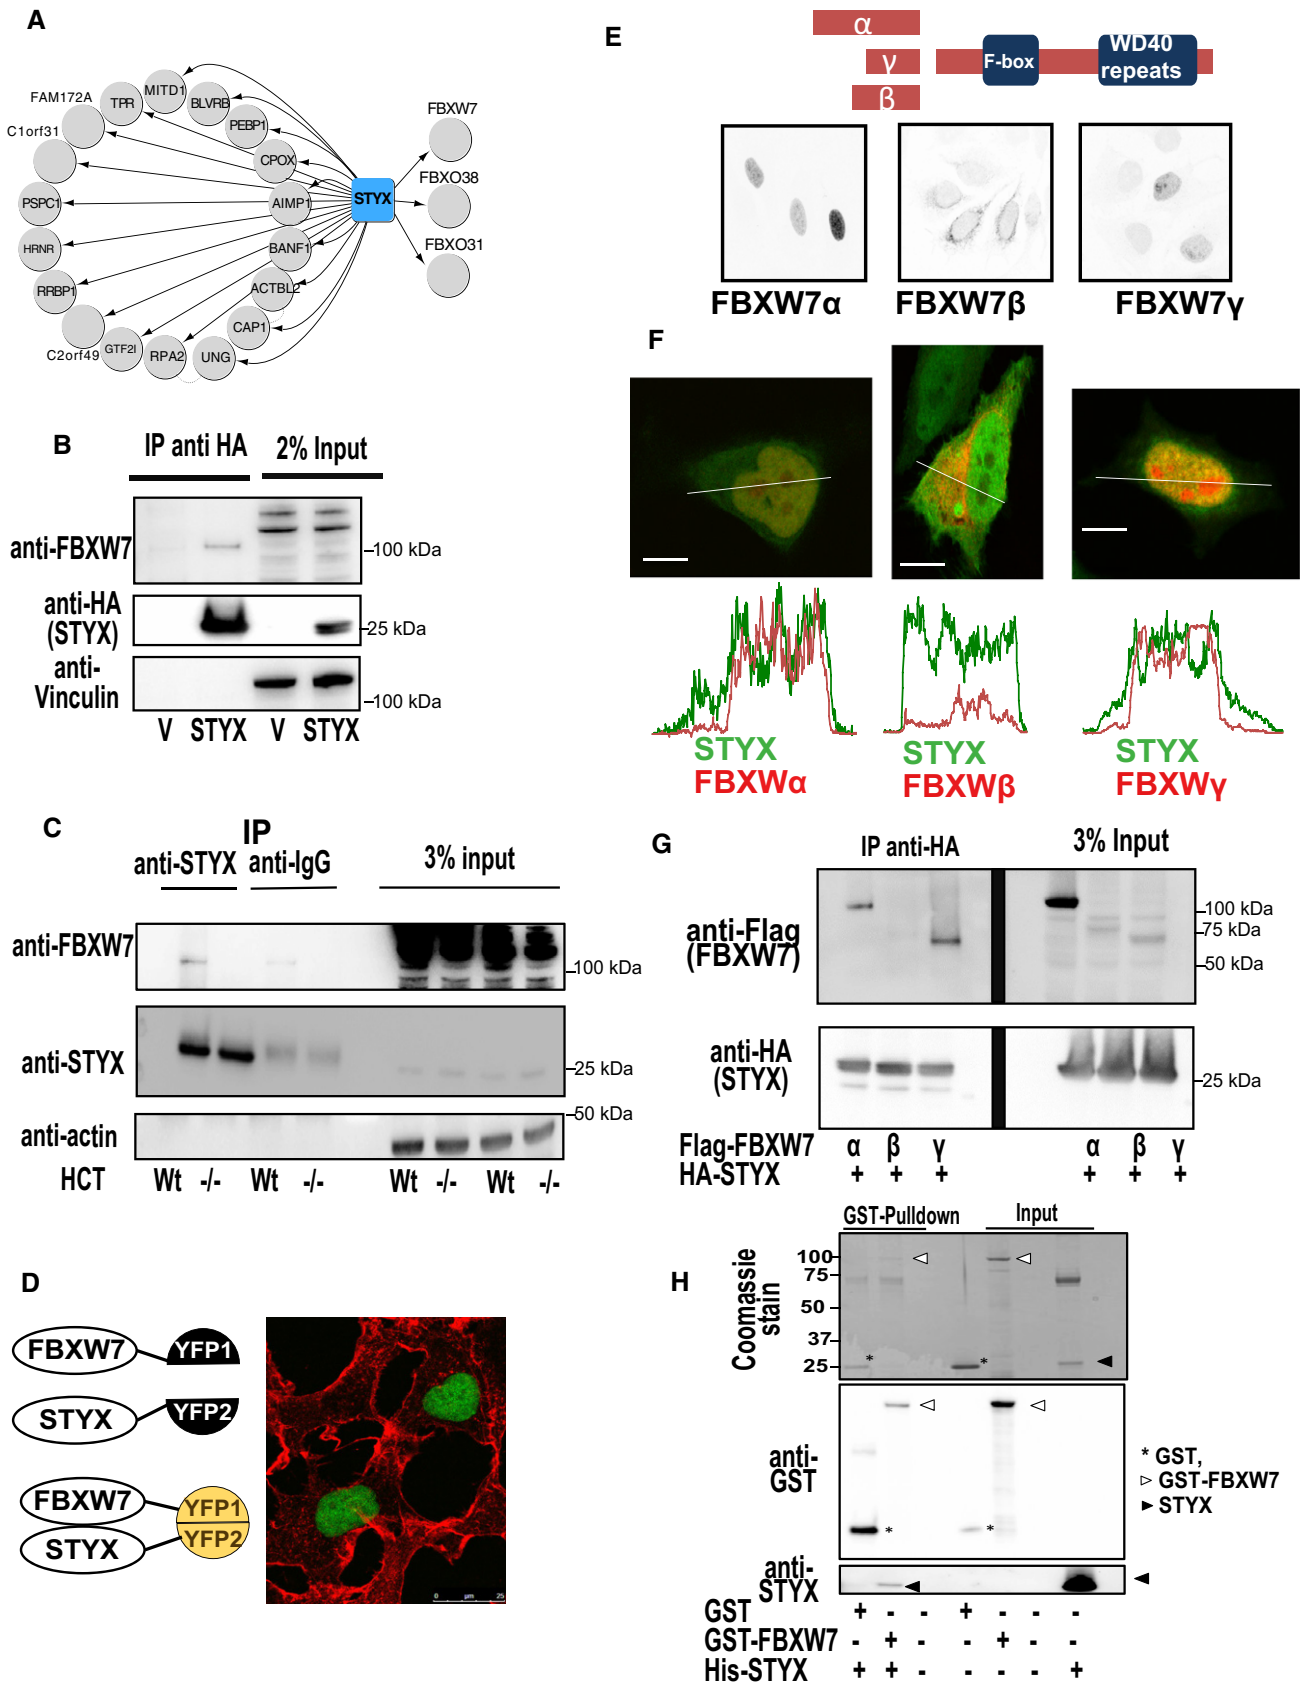 A
FAM172A
TPR
MITD1
BLVRB
PEBP1
C1orf31
CPOX
PSPC1
AIMP1
STYX
HRNR
BANF1
RRBP1
ACTBL2
C2orf49
GTF2I
RPA2
UNG
CAP1
FBXW7
FBXO38
FBXO31
B
IP anti HA
2% Input
anti-FBXW7
100 kDa
anti-HA
(STYX)
25 kDa
anti-
Vinculin
100 kDa
V STYX V STYX
C
IP
anti-STYX anti-IgG 3% input
anti-FBXW7
100 kDa
anti-STYX
25 kDa
50 kDa
anti-actin
HCT Wt -/- Wt -/- Wt -/- Wt -/-
D
FBXW7 YFP1
STYX YFP2
FBXW7 YFP1
STYX YFP2
0 µm 25
E
α
γ
β
F-box
WD40
repeats
FBXW7α FBXW7β FBXW7γ
F
STYX
FBXWα
STYX
FBXWβ
STYX
FBXWγ
G
IP anti-HA 3% Input
anti-Flag
(FBXW7)
100 kDa
75 kDa
50 kDa
anti-HA
(STYX)
25 kDa
Flag-FBXW7 α β γ α β γ
HA-STYX + + + + + +
H
GST-Pulldown Input
Coomassie
stain
100
75
50
37
25
* *
anti-
GST
* *
* GST,
▷ GST-FBXW7
► STYX
anti-
STYX
GST + - - + - - -
GST-FBXW7 - + - - + - -
His-STYX + + - - - - +